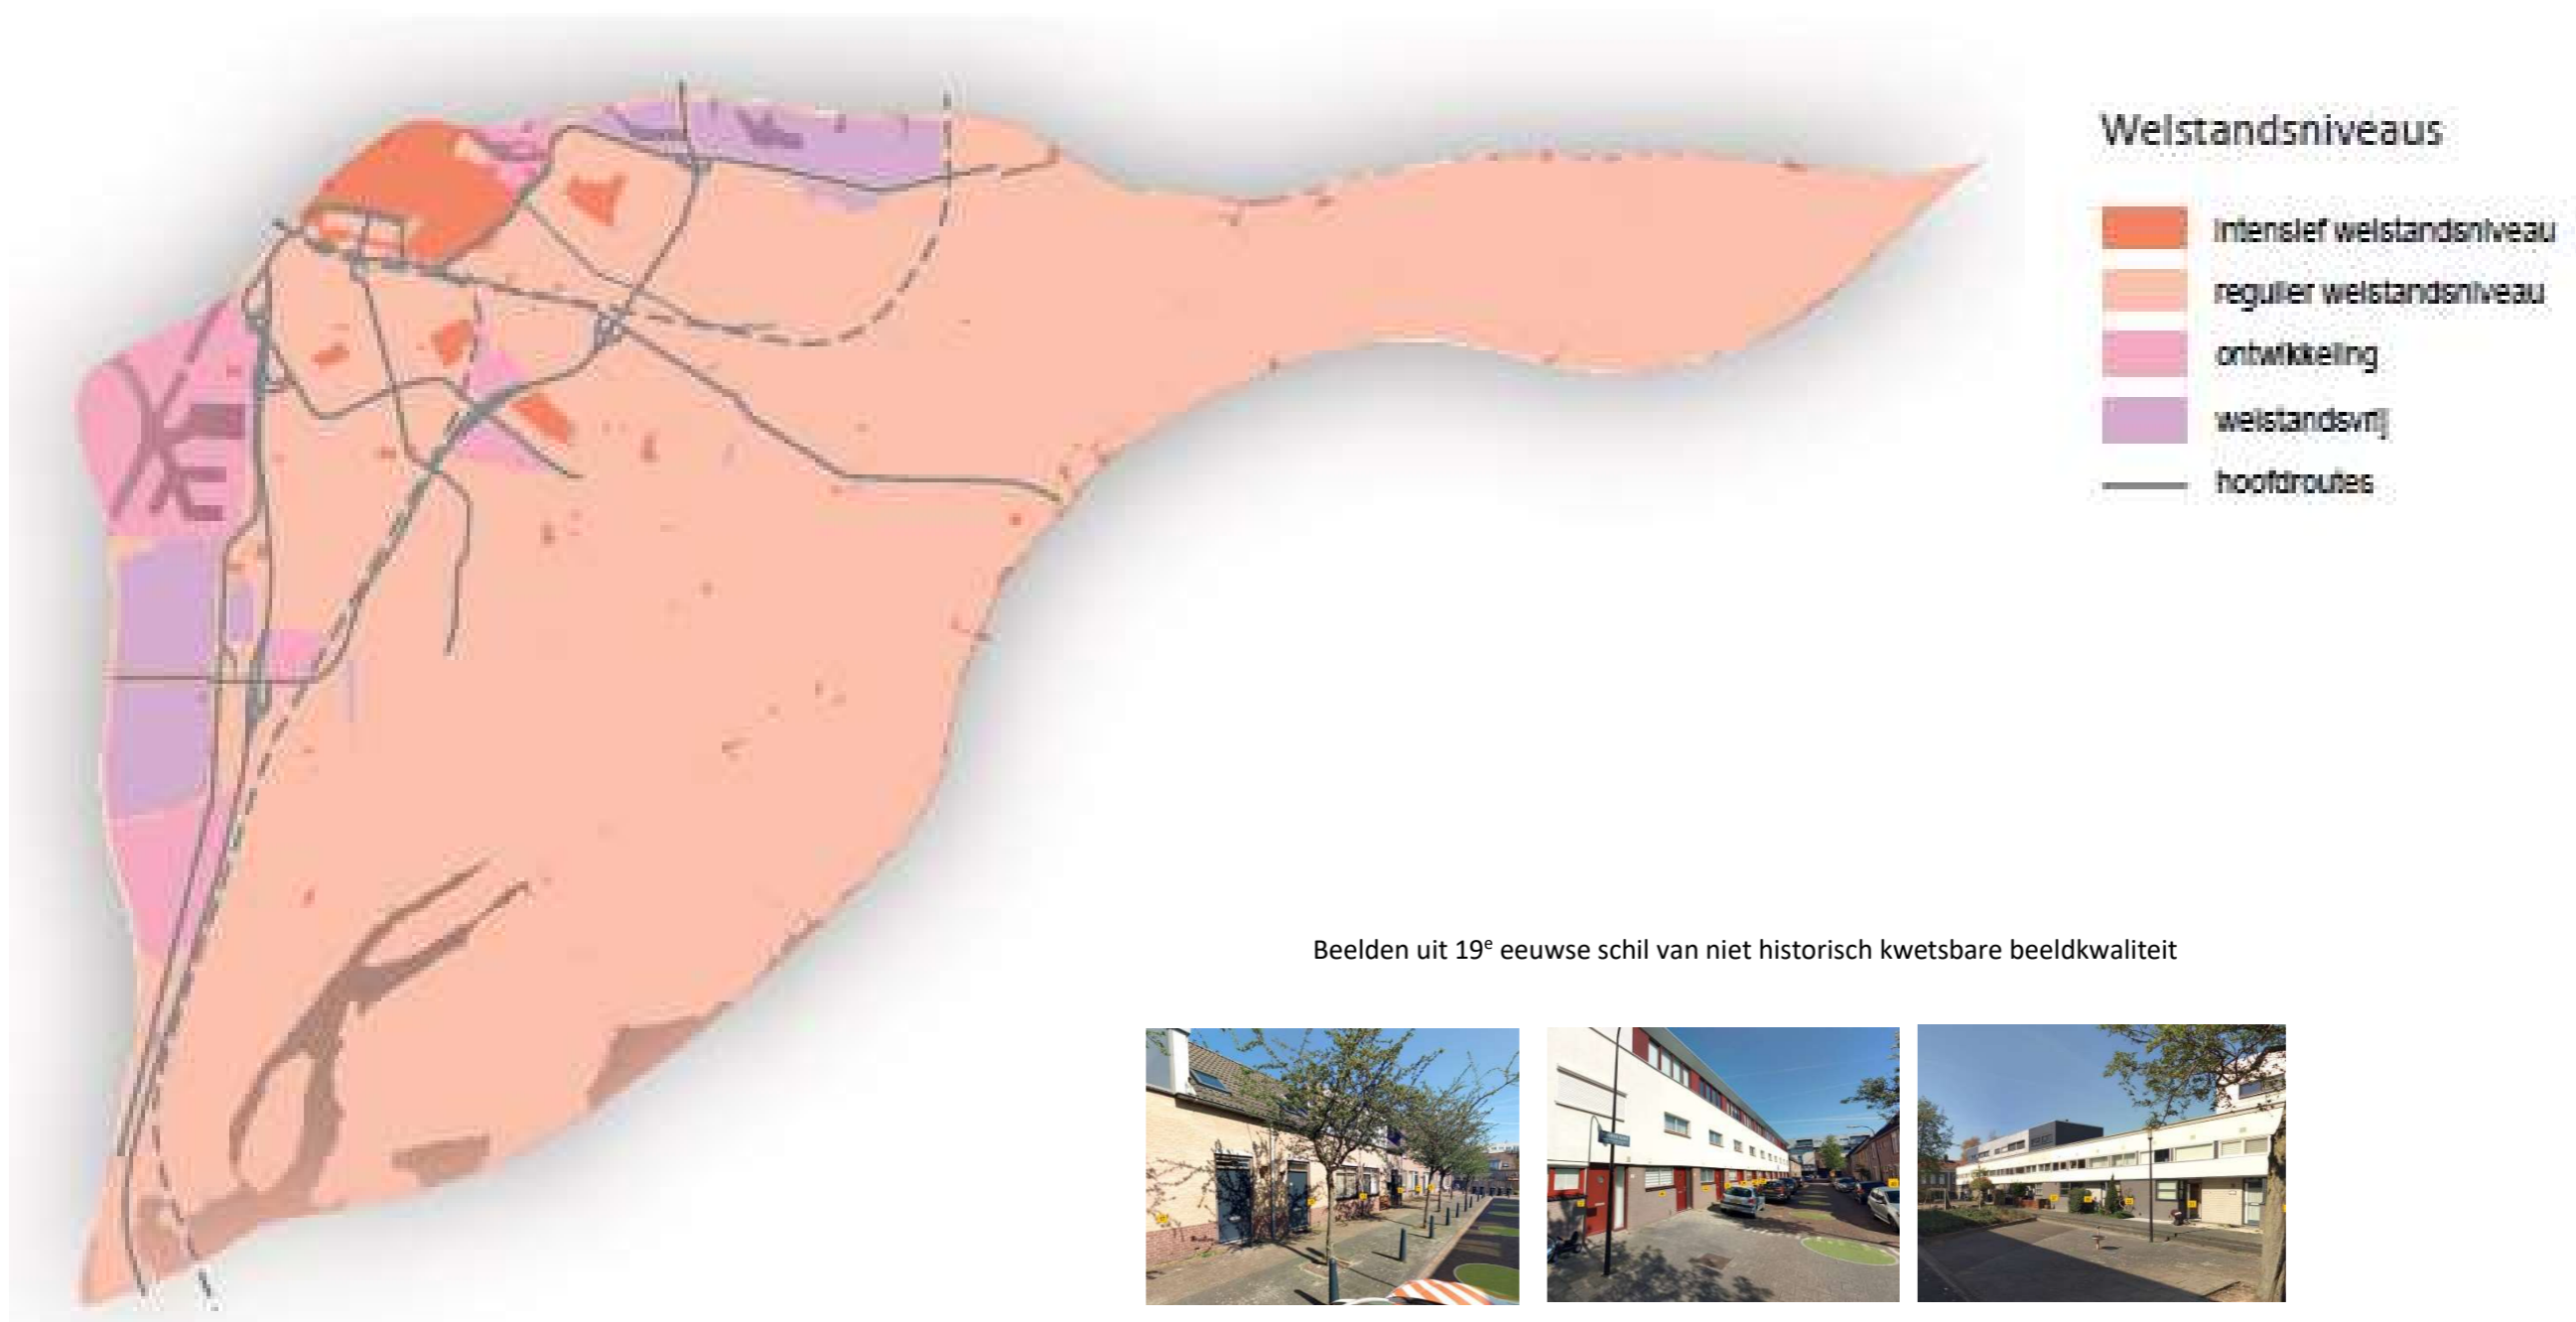 Welstandsniveaus
intensief welstandsniveau
regulier welstandsniveau
ontwikkeling
welstandsvrij
hoofdroutes
Beelden uit 19e eeuwse schil van niet historisch kwetsbare beeldkwaliteit